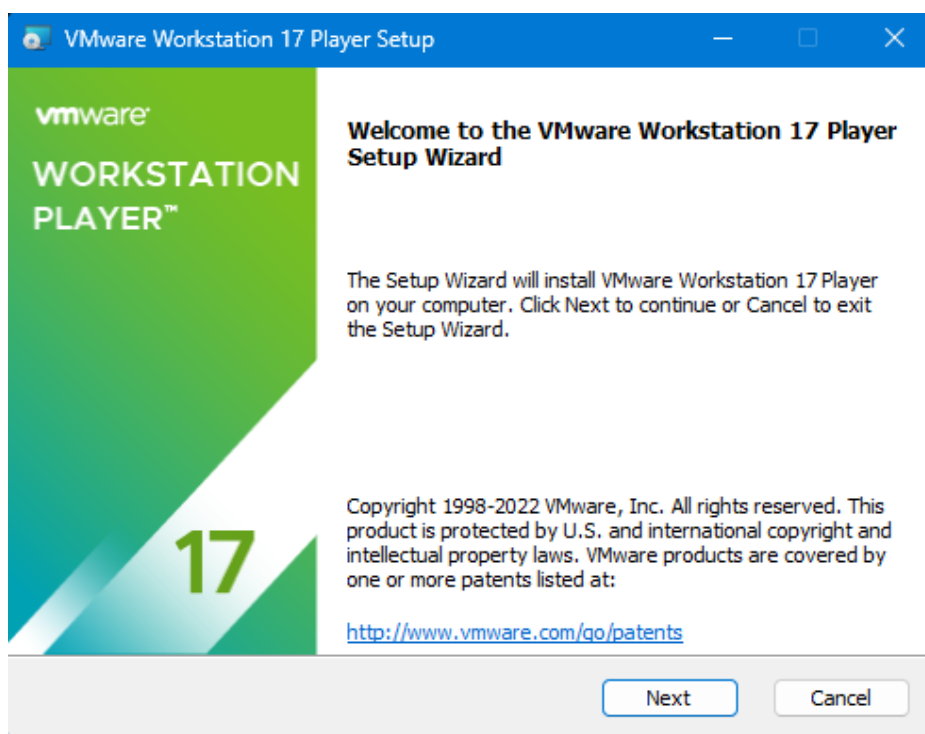 VMware Workstation 17 Player Setup
vmware®
WORKSTATION
PLAYER™
17
Welcome to the VMware Workstation 17 Player
Setup Wizard
The Setup Wizard will install VMware Workstation 17 Player
on your computer. Click Next to continue or Cancel to exit
the Setup Wizard.
Copyright 1998-2022 VMware, Inc. All rights reserved. This
product is protected by U.S. and international copyright and
intellectual property laws. VMware products are covered by
one or more patents listed at:
http://www.vmware.com/go/patents
Next
Cancel